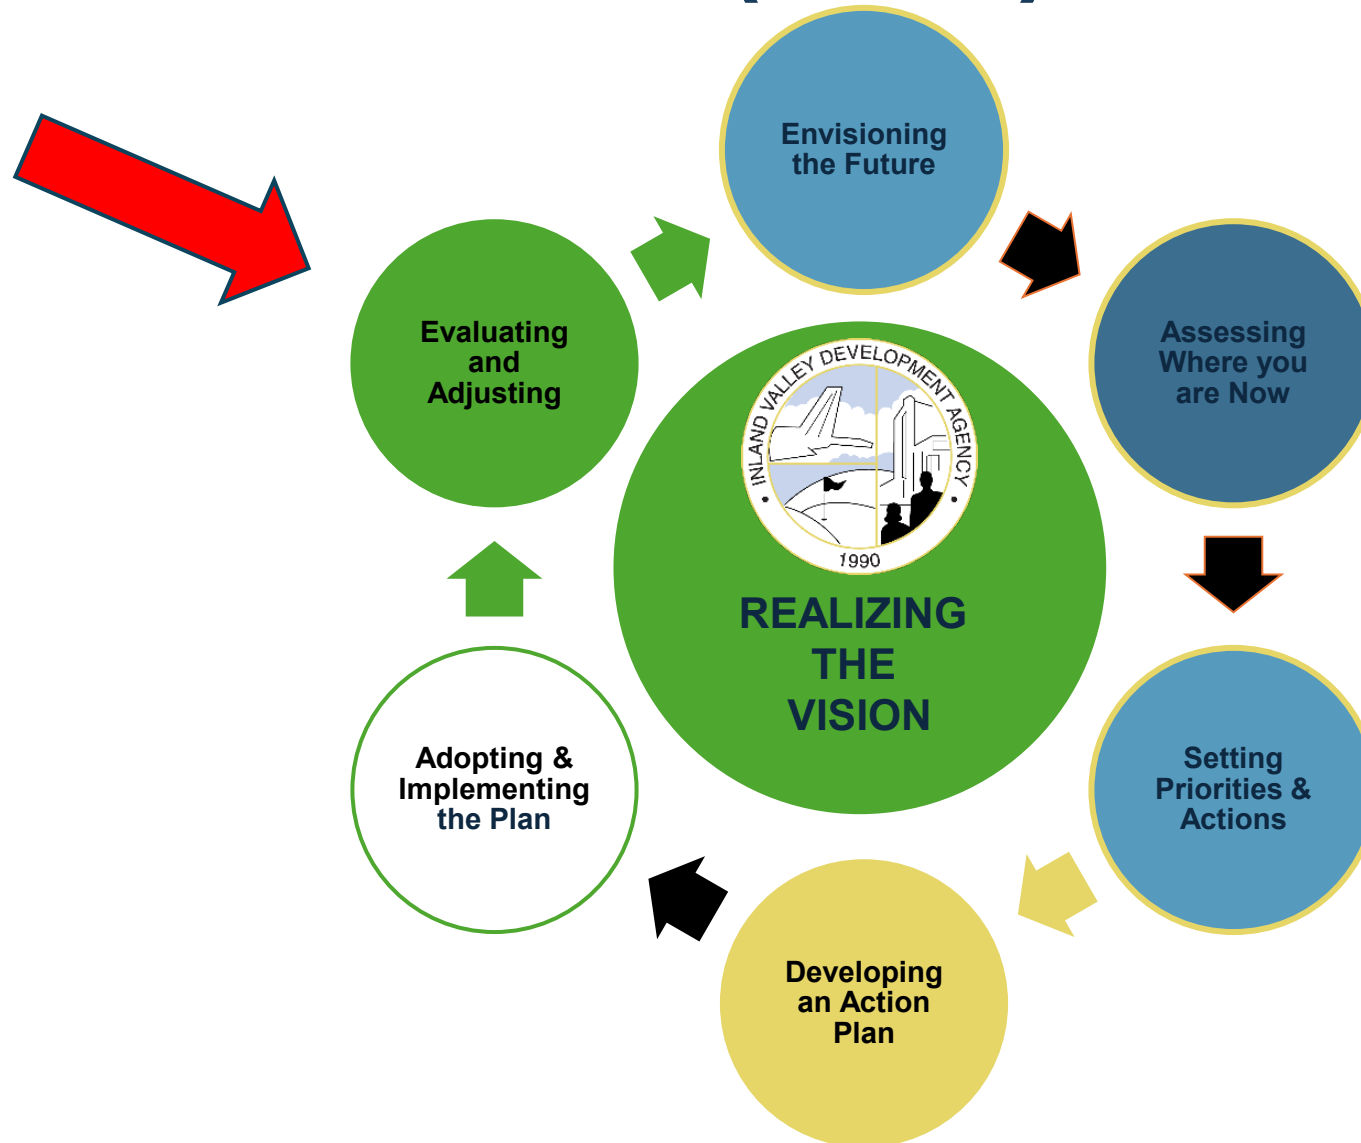 Envisioning
the Future
Assessing
Where you
are Now
Setting
Priorities &
Actions
Developing
an Action
Plan
Adopting &
Implementing
the Plan
Evaluating
and
Adjusting
INLAND VALLEY DEVELOPMENT AGENCY
1990
REALIZING
THE
VISION